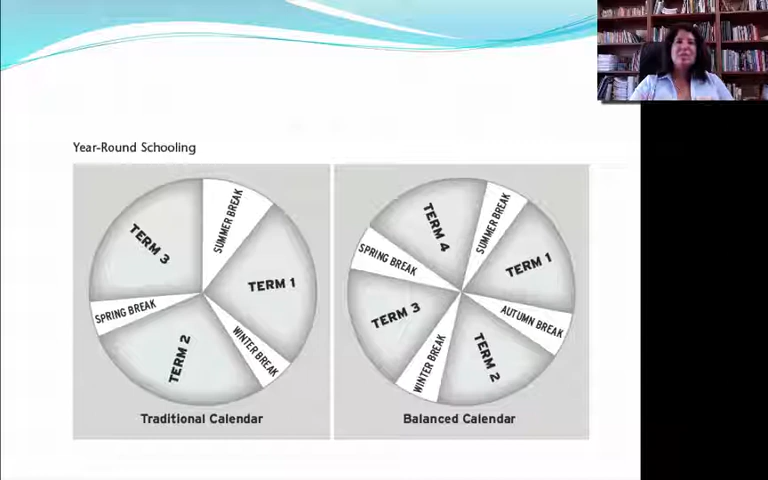 Year-Round Schooling
SUMMER BREAK
TERM 1
WINTER BREAK
TERM 2
SPRING BREAK
TERM 3
Traditional Calendar
SUMMER BREAK
TERM 1
AUTUMN BREAK
TERM 2
WINTER BREAK
TERM 3
SPRING BREAK
TERM 4
Balanced Calendar